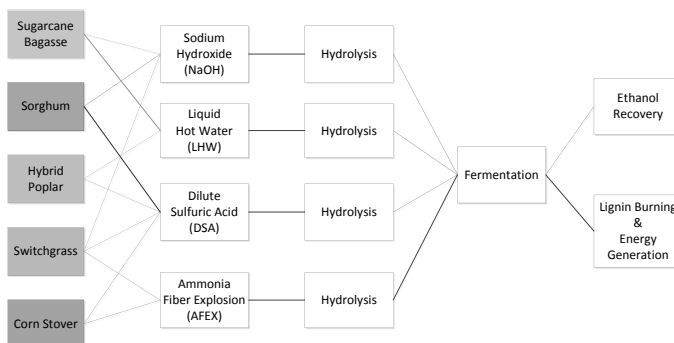 Sugarcane
Bagasse
Sorghum
Hybrid
Poplar
Switchgrass
Corn Stover
Sodium
Hydroxide
(NaOH)
Liquid
Hot Water
(LHW)
Dilute
Sulfuric Acid
(DSA)
Ammonia
Fiber Explosion
(AFEX)
Hydrolysis
Hydrolysis
Hydrolysis
Hydrolysis
Fermentation
Ethanol
Recovery
Lignin Burning
&
Energy
Generation